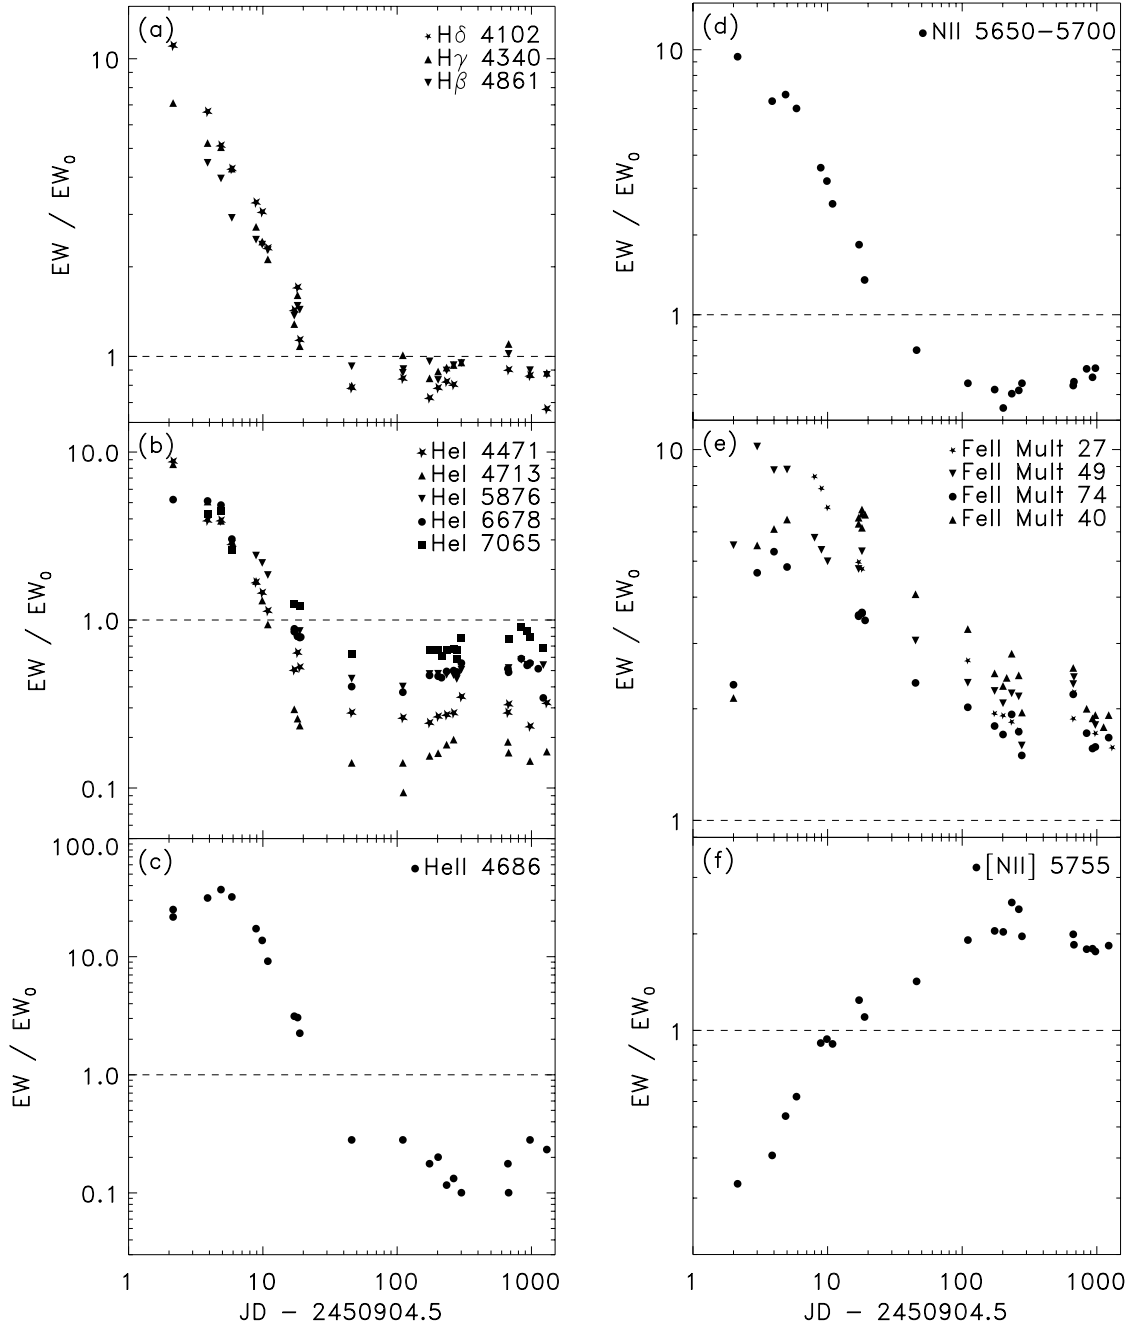 (a)
Hδ 4102
Hγ 4340
Hβ 4861
10
1
EW / EW0
(b)
HeI 4471
HeI 4713
HeI 5876
HeI 6678
HeI 7065
10.0
1.0
0.1
EW / EW0
(c)
HeII 4686
100.0
10.0
1.0
0.1
EW / EW0
1 10 100 1000
JD − 2450904.5
(d)
NII 5650−5700
10
1
EW / EW0
(e)
FeII Mult 27
FeII Mult 49
FeII Mult 74
FeII Mult 40
10
1
EW / EW0
(f)
[NII] 5755
1
EW / EW0
1 10 100 1000
JD − 2450904.5